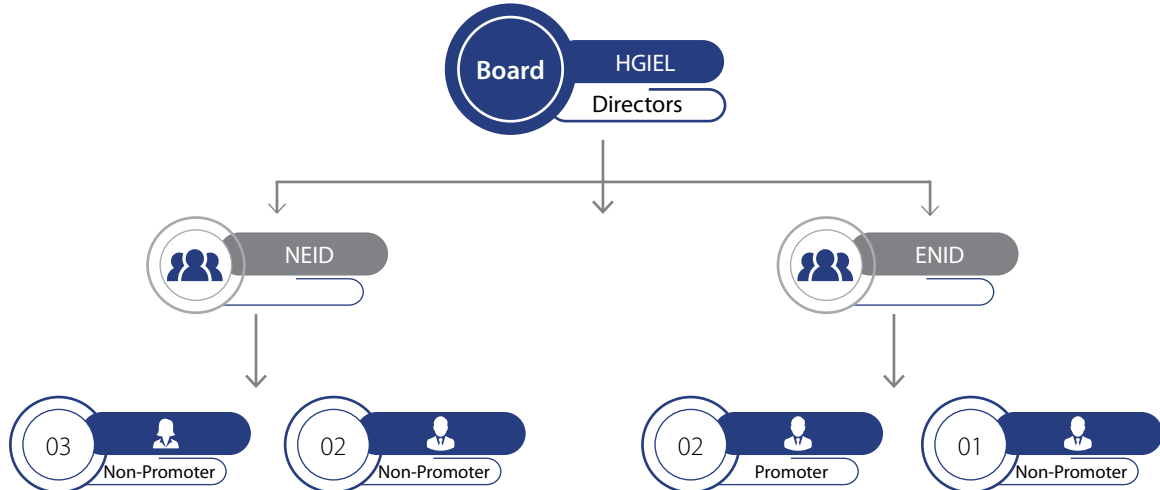 Board
HGIEL
Directors
NEID
ENID
03
Non-Promoter
02
Non-Promoter
02
Promoter
01
Non-Promoter